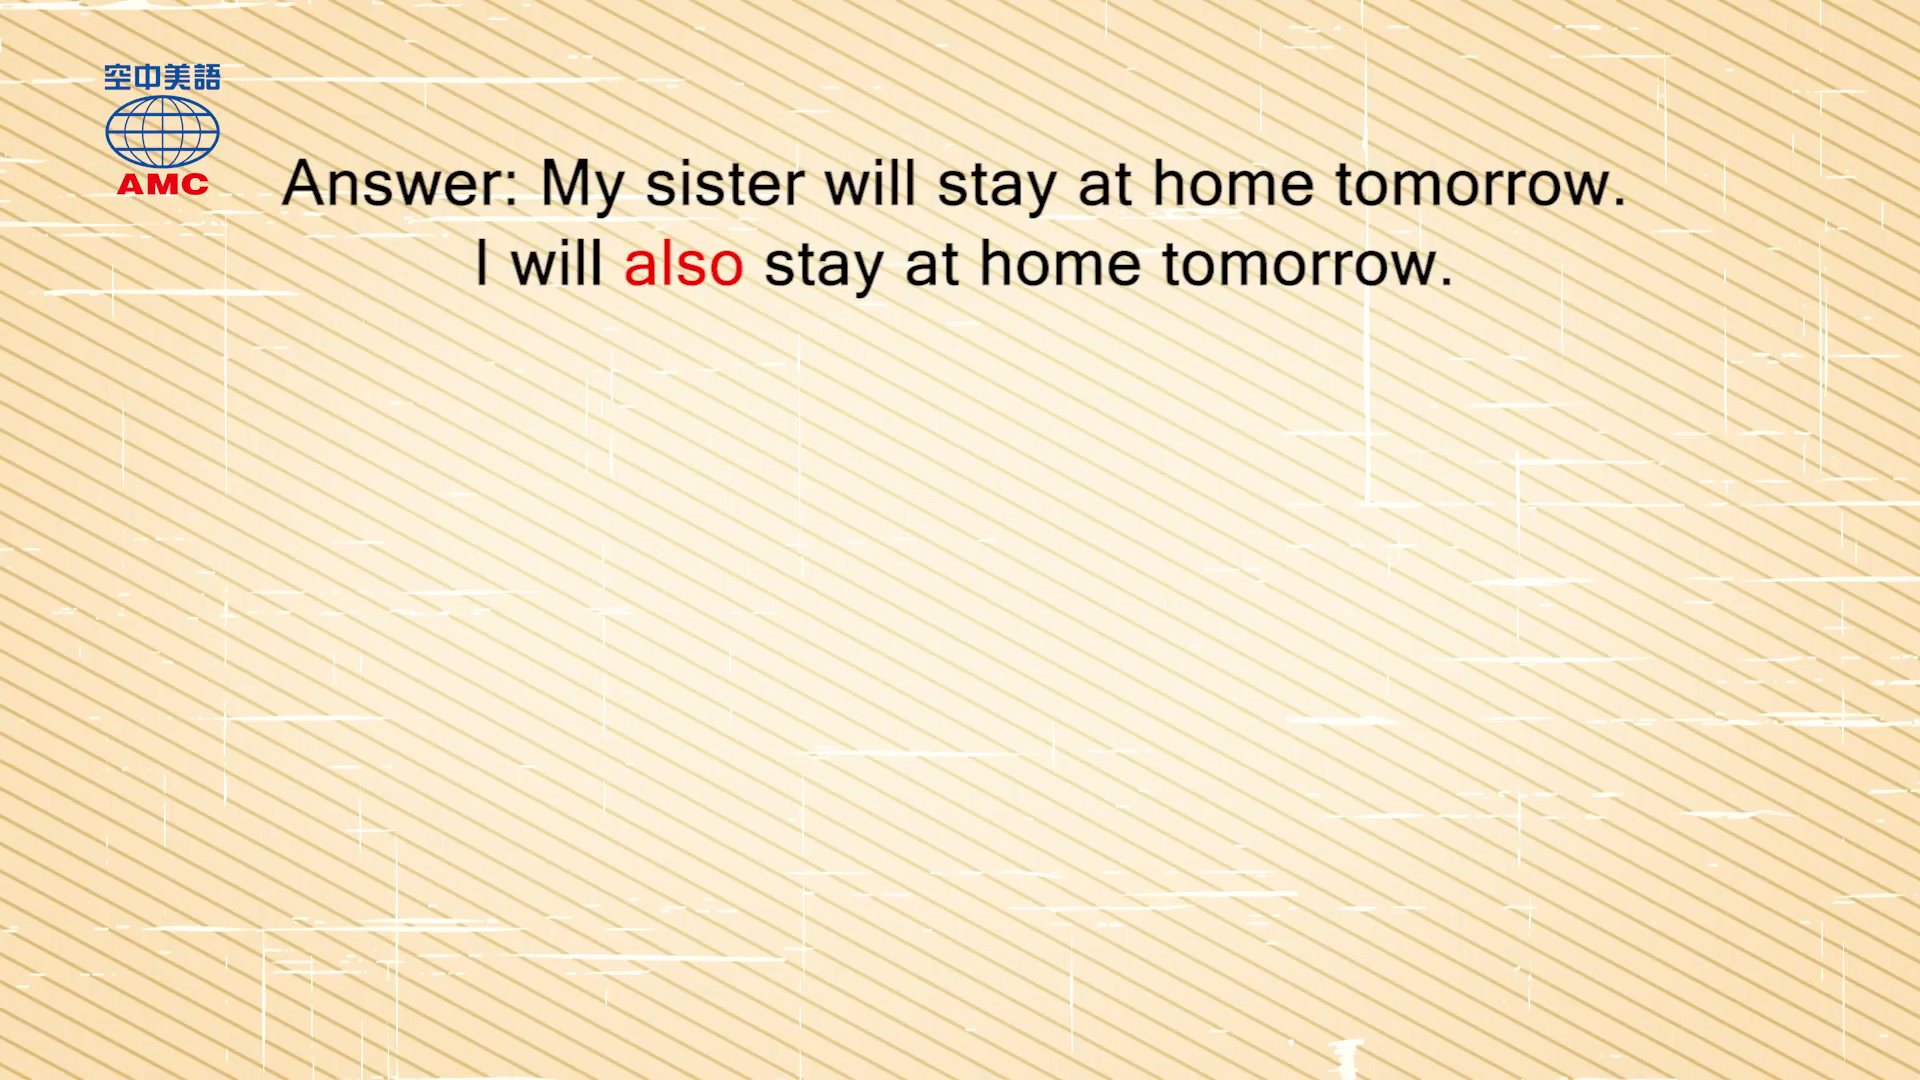 空中美語
AMC
Answer: My sister will stay at home tomorrow.
I will also stay at home tomorrow.